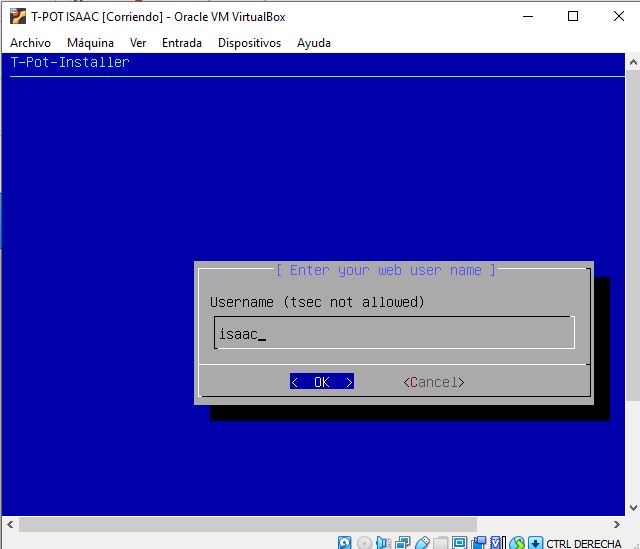 T-POT ISAAC [Corriendo] - Oracle VM VirtualBox
Archivo Máquina Ver Entrada Dispositivos Ayuda
T-Pot-Installer
[ Enter your web user name ]
Username (tsec not allowed)
isaac_
< OK > <Cancel>
CTRL DERECHA